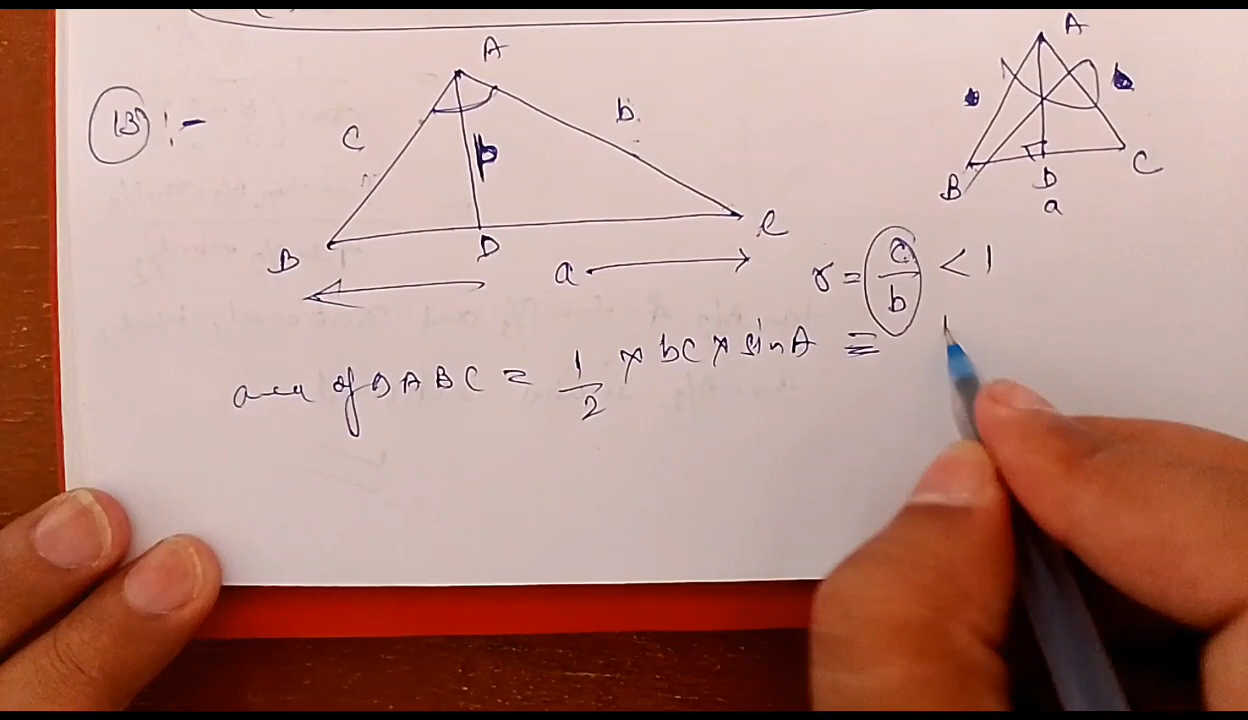 13 :-
A
c
b
p
B
D
C
a
A
b
B
D
C
a
r = c/b < 1
area of Δ ABC = 1/2 × bc × sinA =